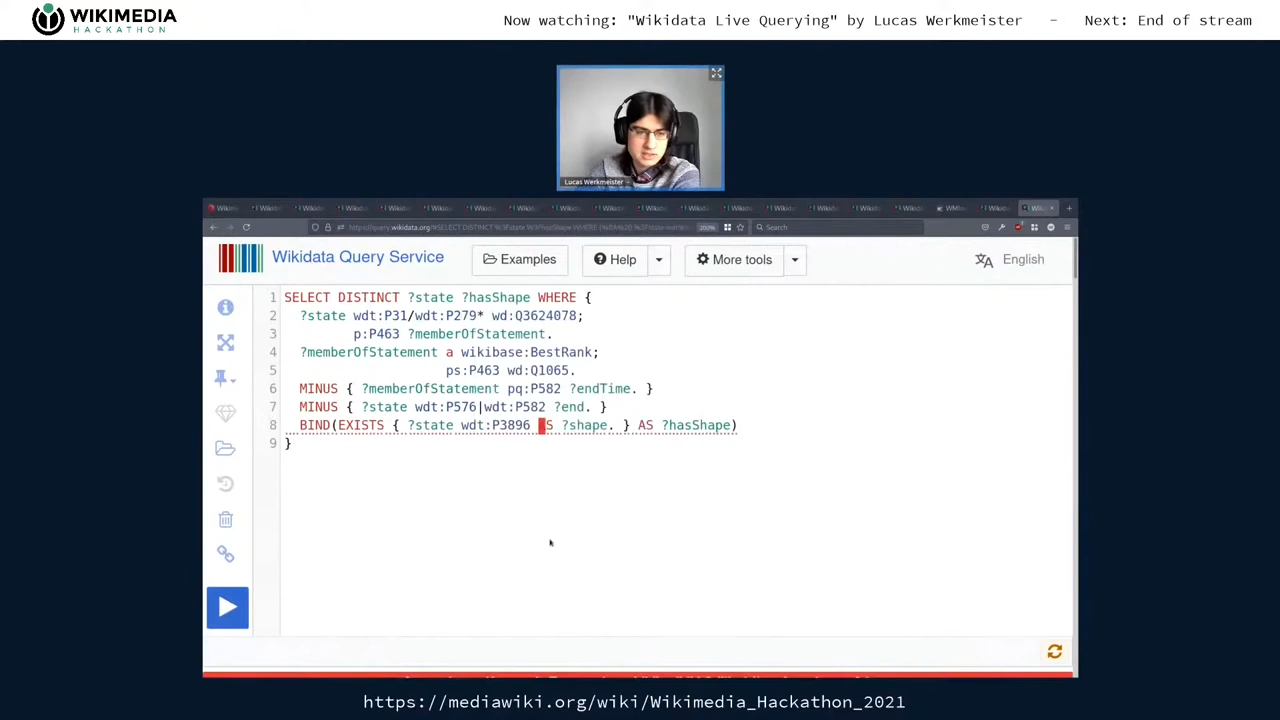 WIKIMEDIA
HACKATHON
Now watching: "Wikidata Live Querying" by Lucas Werkmeister - Next: End of stream
Lucas Werkmeister
200% Search
Wikidata Query Service
Examples
Help
More tools
English
1 SELECT DISTINCT ?state ?hasShape WHERE {
2 ?state wdt:P31/wdt:P279* wd:Q3624078;
3 p:P463 ?memberOfStatement.
4 ?memberOfStatement a wikibase:BestRank;
5 ps:P463 wd:Q1065.
6 MINUS { ?memberOfStatement pq:P582 ?endTime. }
7 MINUS { ?state wdt:P576|wdt:P582 ?end. }
8 BIND(EXISTS { ?state wdt:P3896 AS ?shape. } AS ?hasShape)
9 }
https://mediawiki.org/wiki/Wikimedia_Hackathon_2021